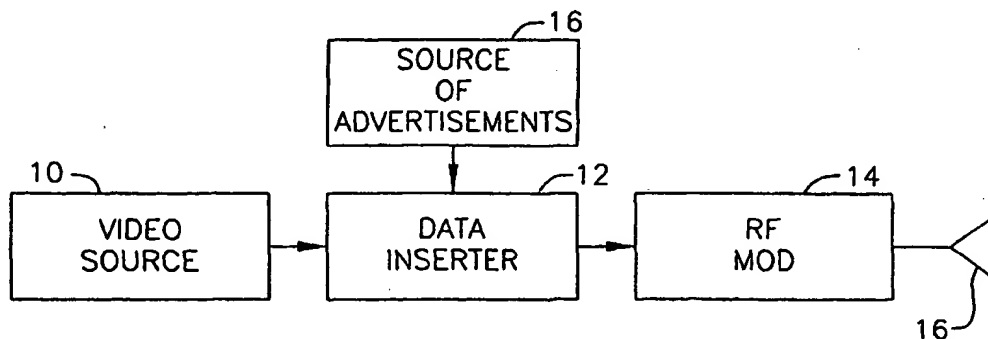 16
SOURCE
OF
ADVERTISEMENTS
10
12
14
VIDEO
SOURCE
DATA
INSERTER
RF
MOD
16